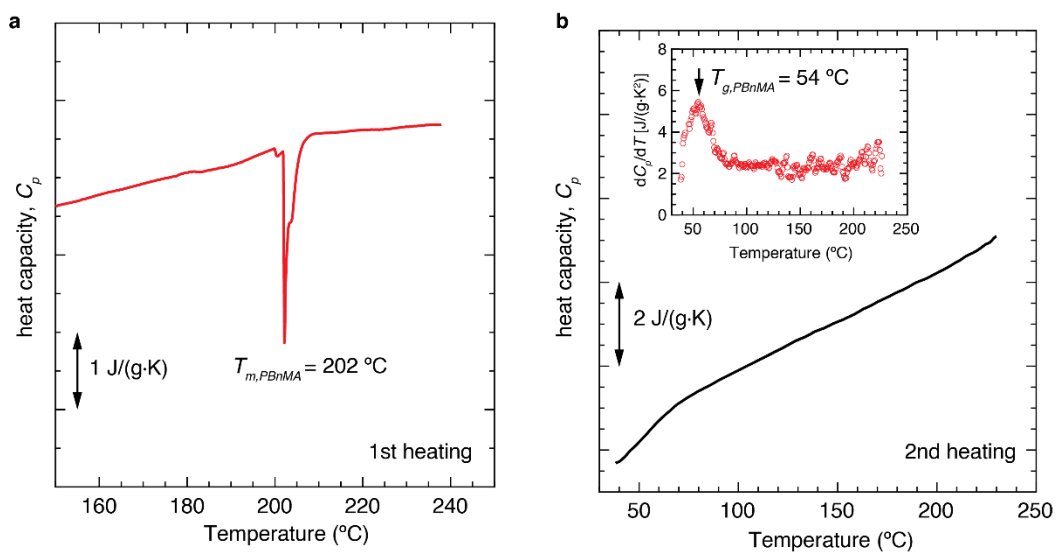 a
heat capacity, Cp
1 J/(g·K)
Tm,PBnMA = 202 ºC
1st heating
160
180
200
220
240
Temperature (ºC)
b
heat capacity, Cp
2 J/(g·K)
2nd heating
50
100
150
200
250
Temperature (ºC)
dCp/dT [J/(g·K²)]
8
6
4
2
0
Tg,PBnMA = 54 ºC
50
100
150
200
250
Temperature (ºC)